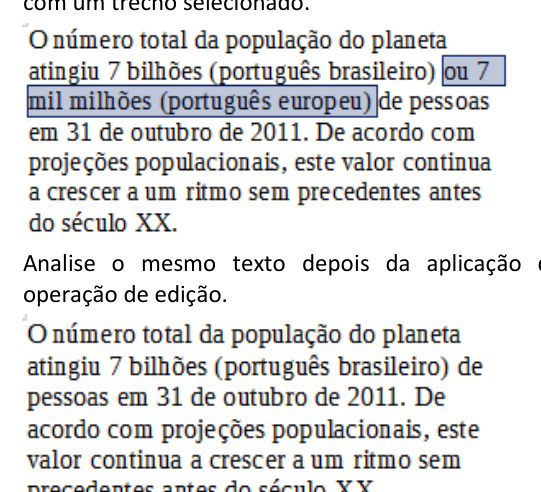 com um trecho selecionado.
O número total da população do planeta
atingiu 7 bilhões (português brasileiro) ou 7
mil milhões (português europeu) de pessoas
em 31 de outubro de 2011. De acordo com
projeções populacionais, este valor continua
a crescer a um ritmo sem precedentes antes
do século XX.
Analise o mesmo texto depois da aplicação
operação de edição.
O número total da população do planeta
atingiu 7 bilhões (português brasileiro) de
pessoas em 31 de outubro de 2011. De
acordo com projeções populacionais, este
valor continua a crescer a um ritmo sem
precedentes antes do século XX